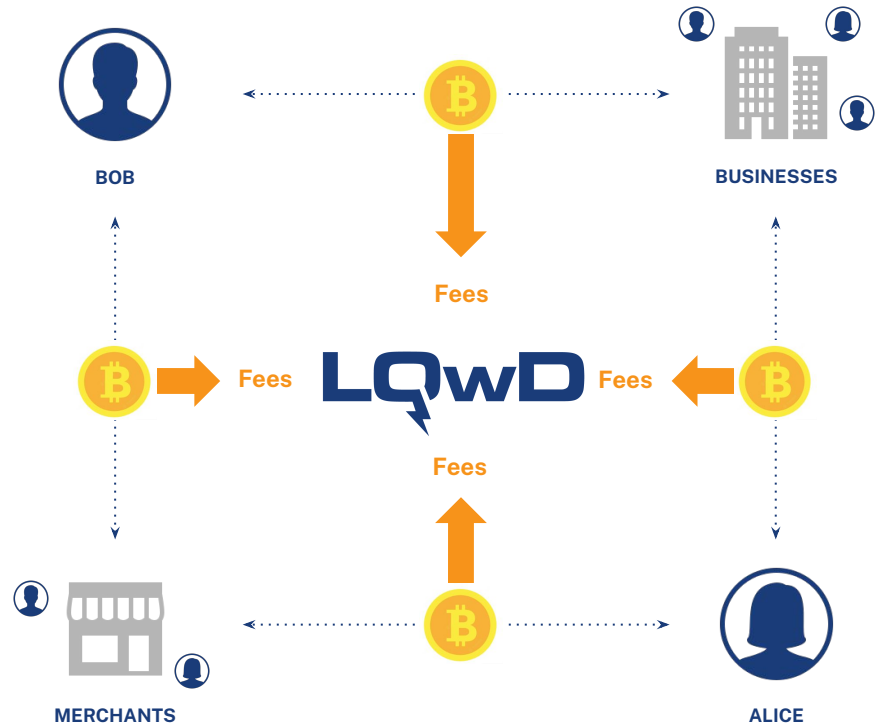 BOB
BUSINESSES
Fees
Fees
LQwD
Fees
Fees
MERCHANTS
ALICE